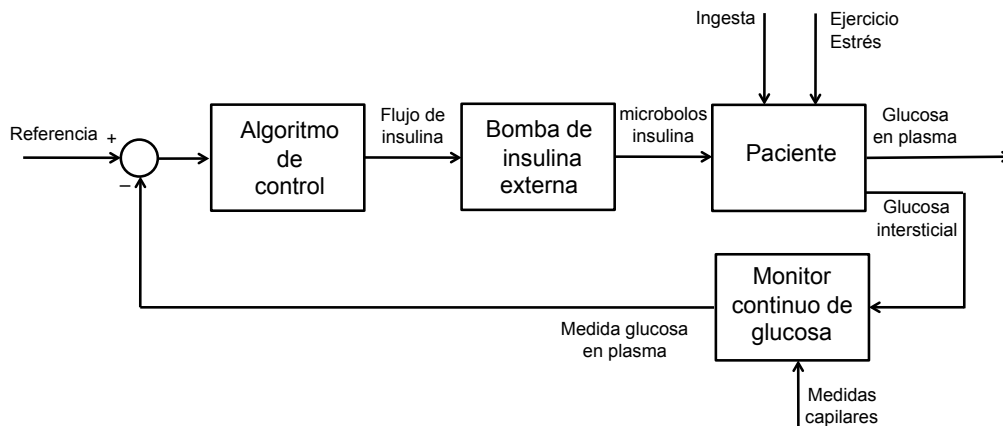 Ingesta
Ejercicio
Estrés
Referencia
+
−
Algoritmo
de
control
Flujo de
insulina
Bomba de
insulina
externa
microbolos
insulina
Paciente
Glucosa
en plasma
Glucosa
intersticial
Monitor
continuo de
glucosa
Medida glucosa
en plasma
Medidas
capilares